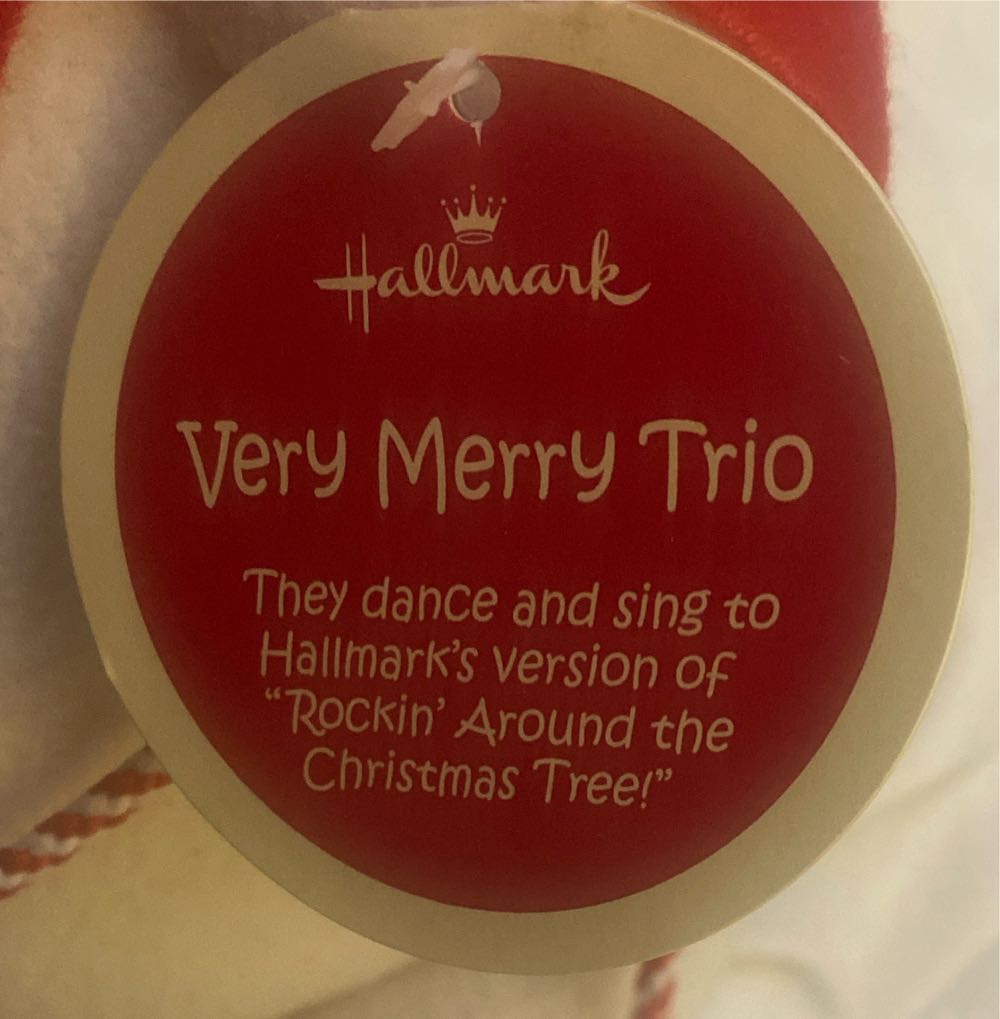 Hallmark
Very Merry Trio
They dance and sing to
Hallmark's version of
“Rockin' Around the
Christmas Tree!”